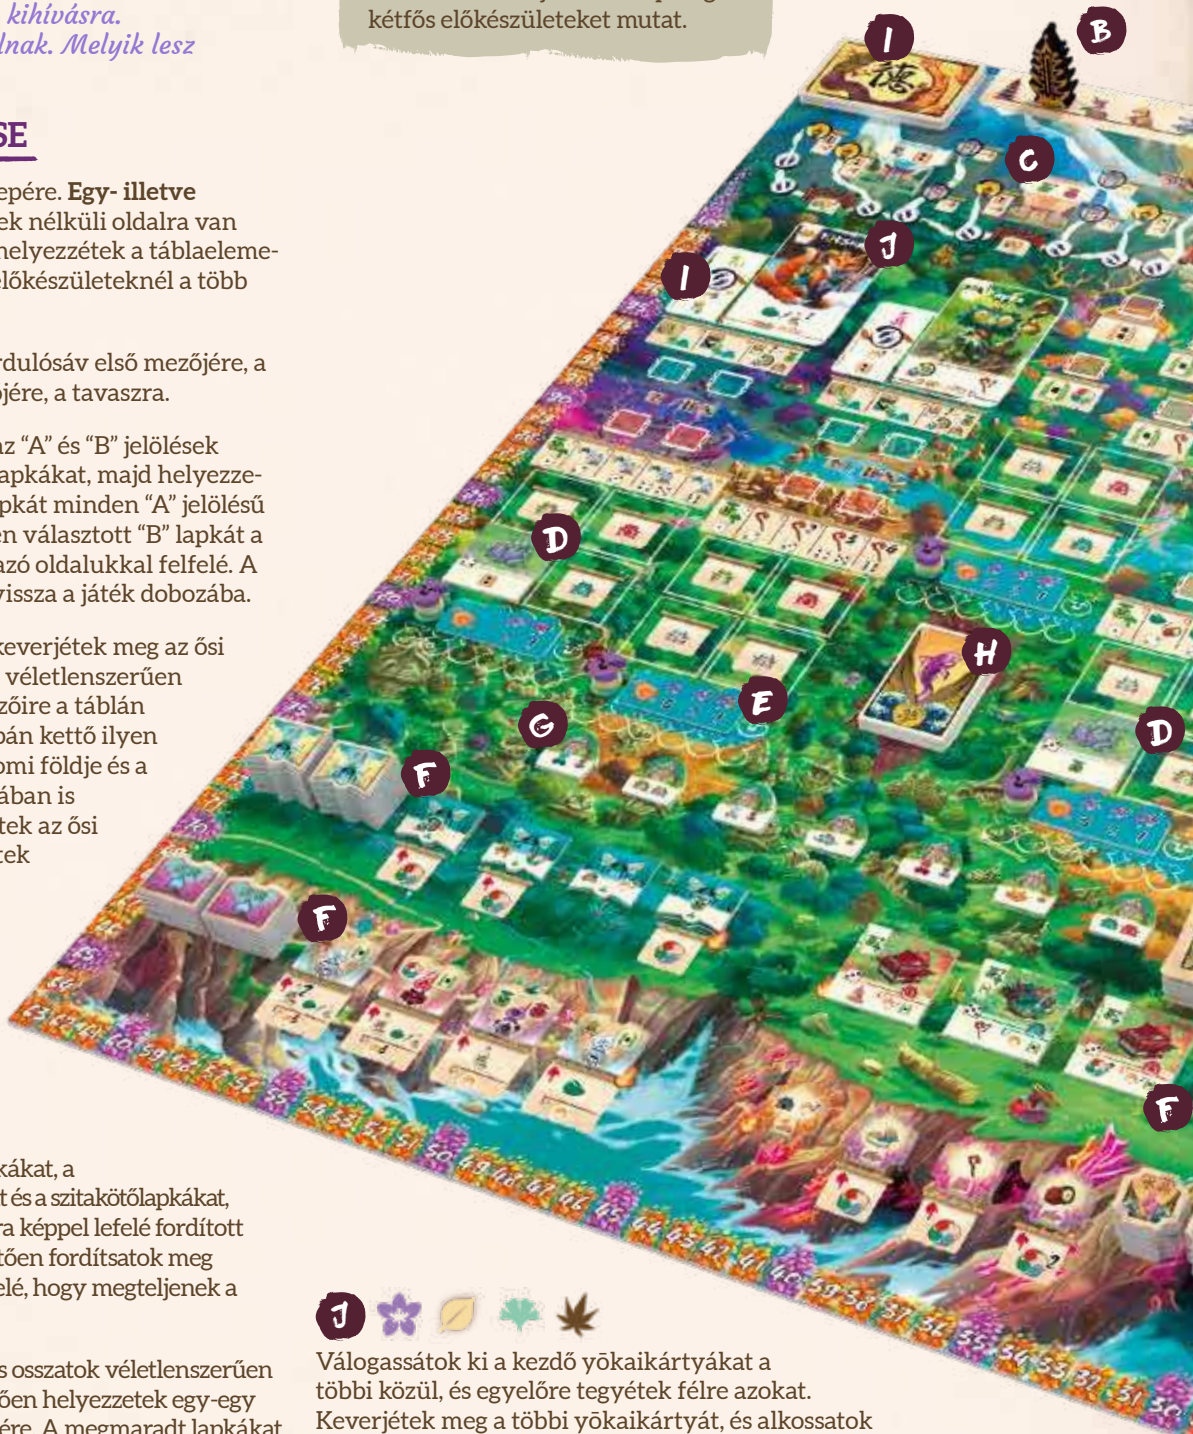 kihívásra.
lnak. Melyik lesz
kétfős előkészületeket mutat.
SE
epére. Egy- illetve
ek nélküli oldalra van
helyezzétek a táblaeleme-
előkészületeknél a több
rdulósáv első mezőjére, a
jére, a tavaszra.
az “A” és “B” jelölések
apkákat, majd helyezze-
pkát minden “A” jelölésű
en választott “B” lapkát a
azó oldalukkal felfelé. A
vissza a játék dobozába.
keverjétek meg az ősi
véletlenszerűen
zőire a táblán
bán kettő ilyen
omi földje és a
ában is
tek az ősi
tek
kákat, a
t és a szitakötőlapkákat,
ra képpel lefelé fordított
tően fordítsatok meg
elé, hogy megteljenek a
s osszatok véletlenszerűen
ően helyezzetek egy-egy
ére. A megmaradt lapkákat
I
B
C
J
I
D
H
E
D
G
F
F
F
J
Válogassátok ki a kezdő yōkaikártyákat a
többi közül, és egyelőre tegyétek félre azokat.
Keverjétek meg a többi yōkaikártyát, és alkossatok